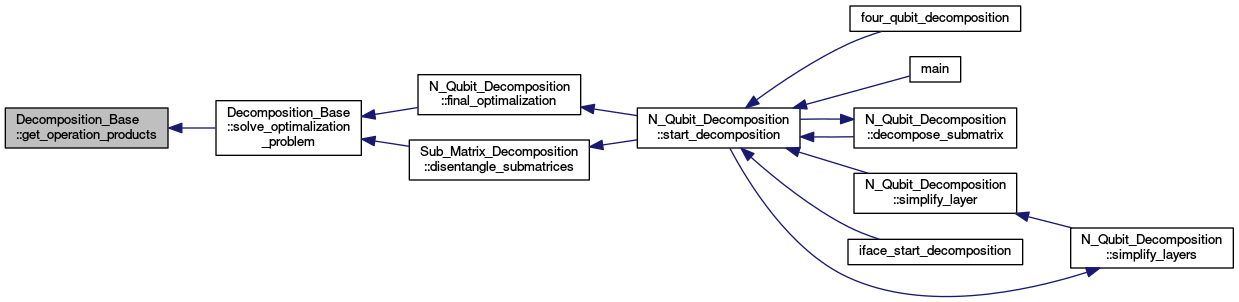 Decomposition_Base
::get_operation_products
Decomposition_Base
::solve_optimalization
_problem
N_Qubit_Decomposition
::final_optimalization
Sub_Matrix_Decomposition
::disentangle_submatrices
N_Qubit_Decomposition
::start_decomposition
four_qubit_decomposition
main
N_Qubit_Decomposition
::decompose_submatrix
N_Qubit_Decomposition
::simplify_layer
iface_start_decomposition
N_Qubit_Decomposition
::simplify_layers